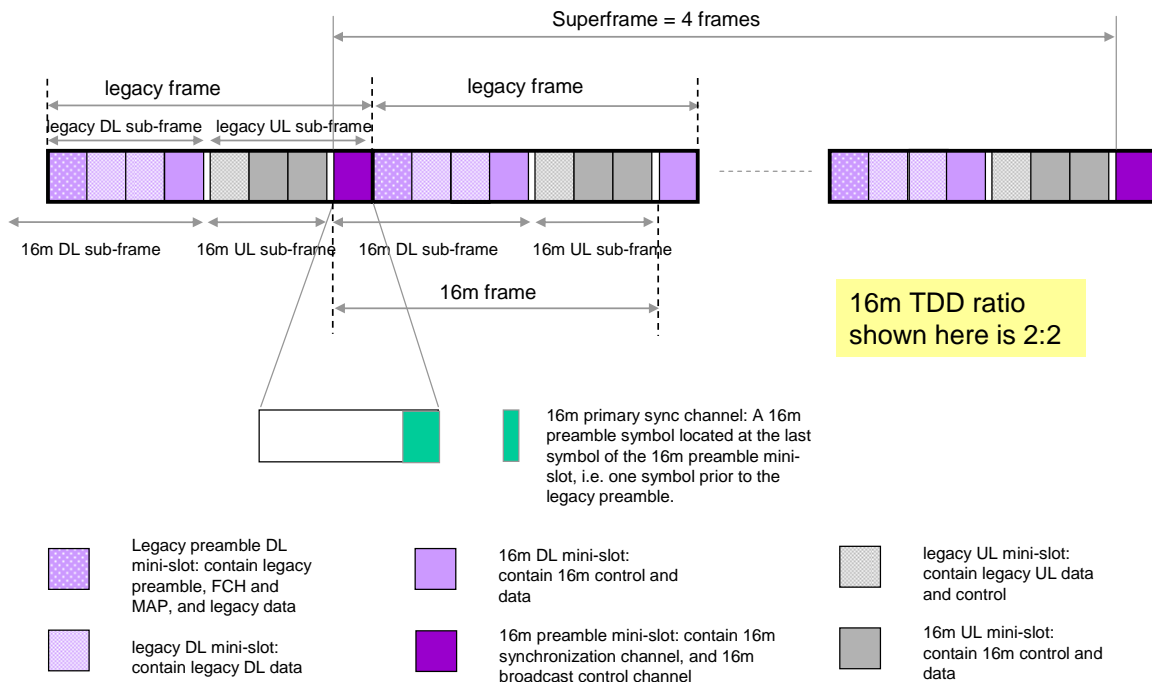 Superframe = 4 frames
legacy frame
legacy frame
legacy DL sub-frame
legacy UL sub-frame
16m DL sub-frame
16m UL sub-frame
16m DL sub-frame
16m UL sub-frame
16m frame
16m TDD ratio
shown here is 2:2
16m primary sync channel: A 16m
preamble symbol located at the last
symbol of the 16m preamble mini-
slot, i.e. one symbol prior to the
legacy preamble.
Legacy preamble DL
mini-slot: contain legacy
preamble, FCH and
MAP, and legacy data
16m DL mini-slot:
contain 16m control and
data
legacy UL mini-slot:
contain legacy UL data
and control
legacy DL mini-slot:
contain legacy DL data
16m preamble mini-slot: contain 16m
synchronization channel, and 16m
broadcast control channel
16m UL mini-slot:
contain 16m control and
data